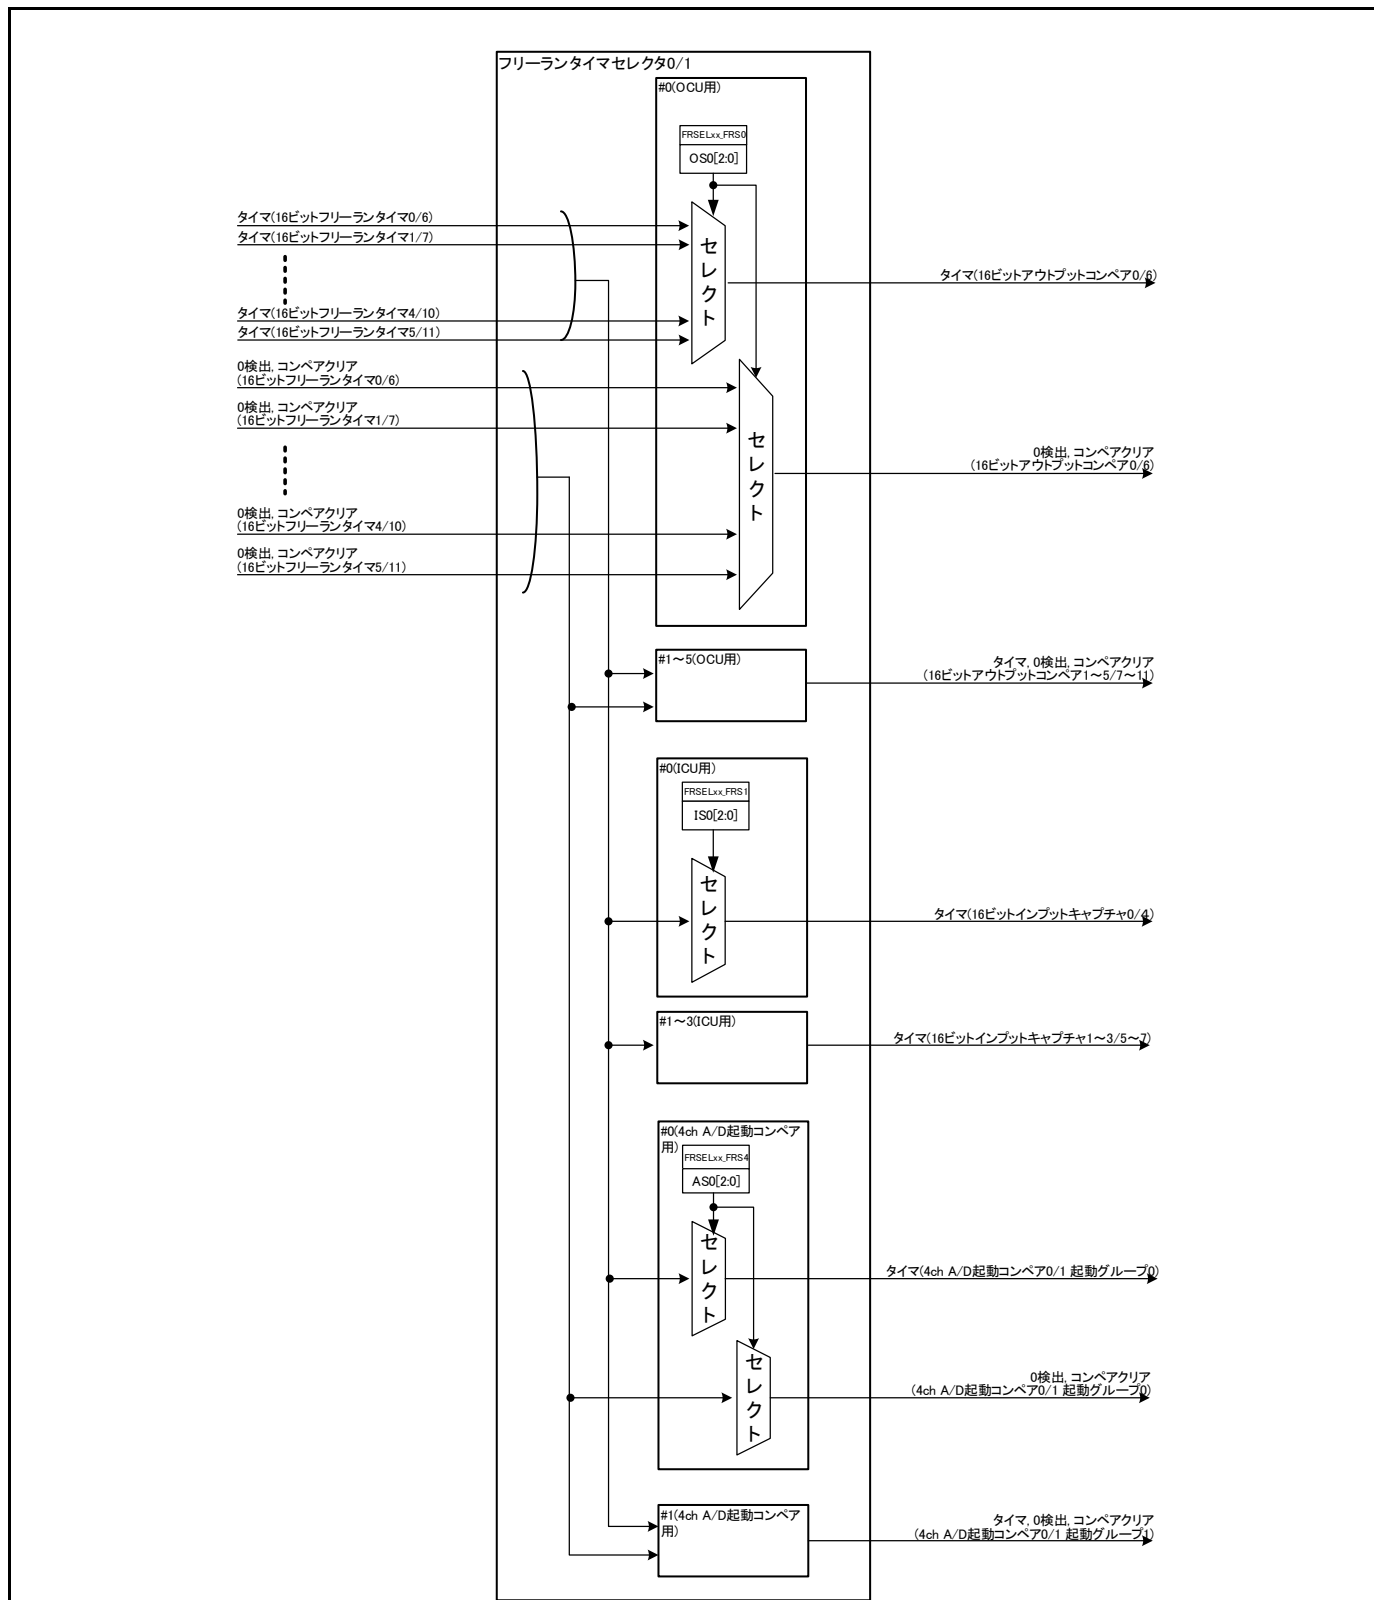 フリーランタイマセレクタ0/1
#0(OCU用)
FRSELxx_FRS0
OS0[2:0]
タイマ(16ビットフリーランタイマ0/6)
タイマ(16ビットフリーランタイマ1/7)
タイマ(16ビットフリーランタイマ4/10)
タイマ(16ビットフリーランタイマ5/11)
セレクト
タイマ(16ビットアウトプットコンペア0/6)
0検出, コンペアクリア
(16ビットフリーランタイマ0/6)
0検出, コンペアクリア
(16ビットフリーランタイマ1/7)
0検出, コンペアクリア
(16ビットフリーランタイマ4/10)
0検出, コンペアクリア
(16ビットフリーランタイマ5/11)
セレクト
0検出, コンペアクリア
(16ビットアウトプットコンペア0/6)
#1～5(OCU用)
タイマ, 0検出, コンペアクリア
(16ビットアウトプットコンペア1～5/7～11)
#0(ICU用)
FRSELxx_FRS1
IS0[2:0]
セレクト
タイマ(16ビットインプットキャプチャ0/4)
#1～3(ICU用)
タイマ(16ビットインプットキャプチャ1～3/5～7)
#0(4ch A/D起動コンペア
用)
FRSELxx_FRS4
AS0[2:0]
セレクト
タイマ(4ch A/D起動コンペア0/1 起動グループ0)
セレクト
0検出, コンペアクリア
(4ch A/D起動コンペア0/1 起動グループ0)
#1(4ch A/D起動コンペア
用)
タイマ, 0検出, コンペアクリア
(4ch A/D起動コンペア0/1 起動グループ1)